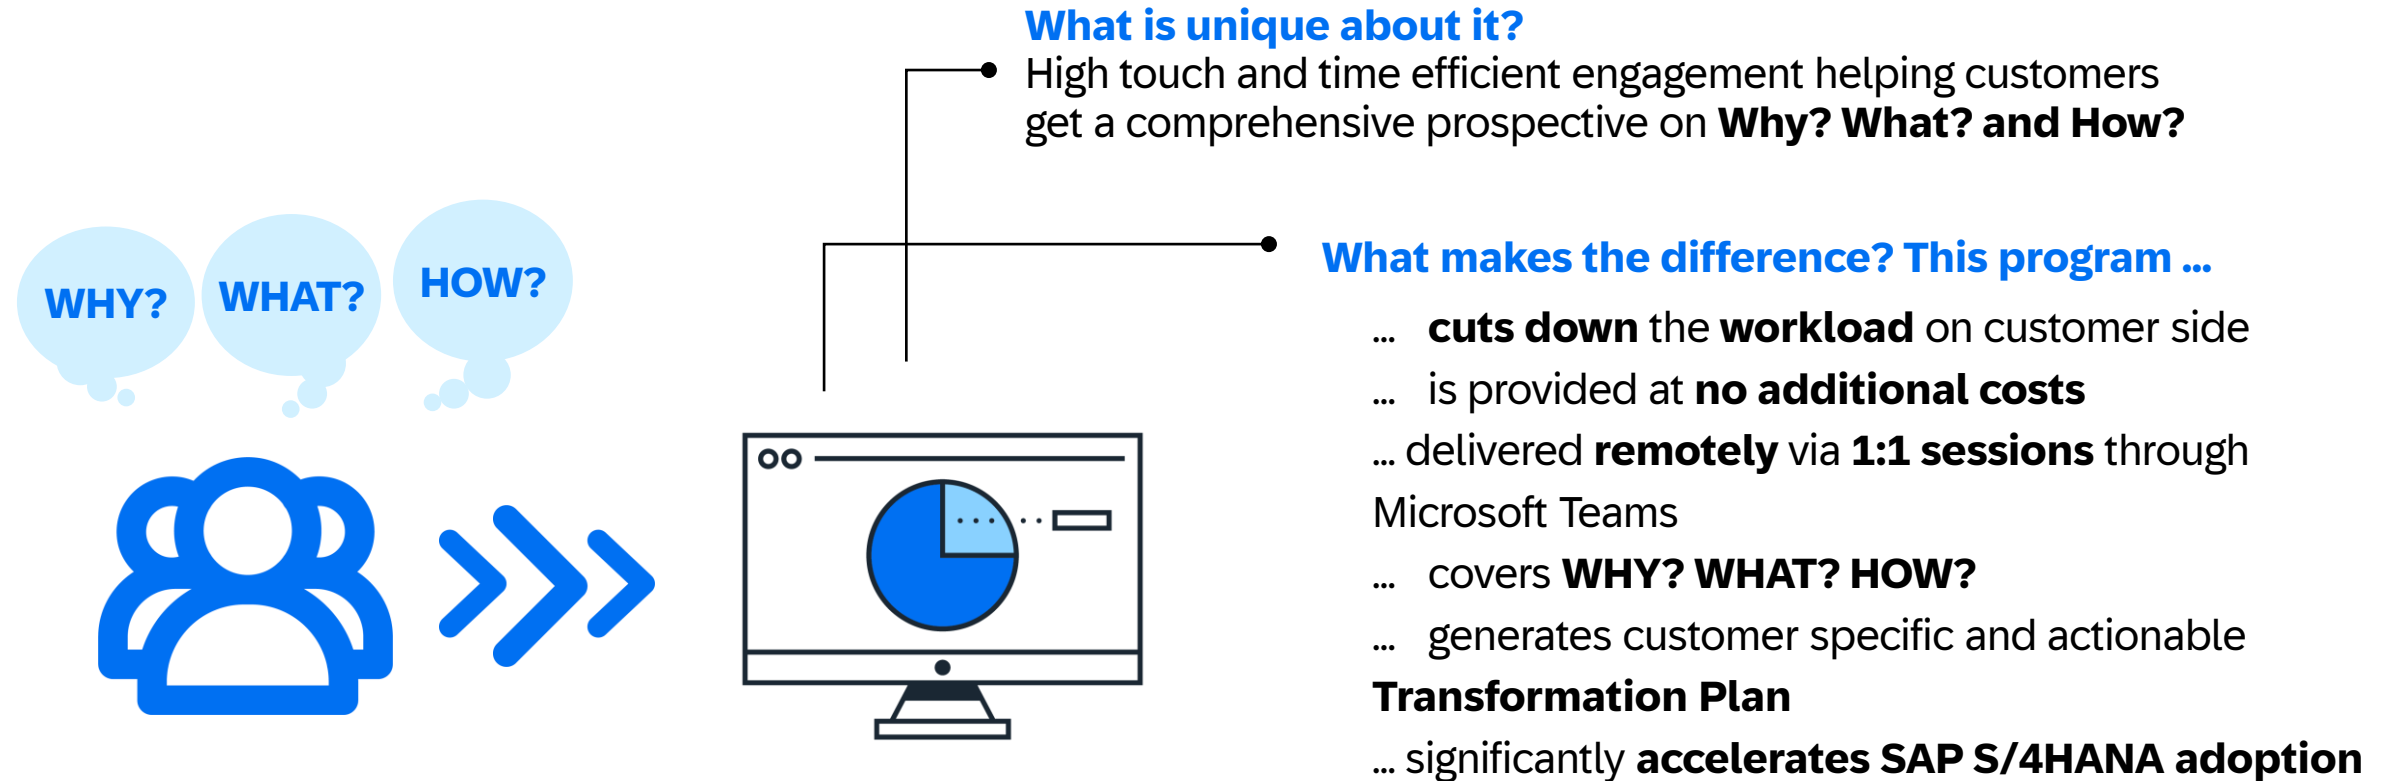 What is unique about it?
High touch and time efficient engagement helping customers
get a comprehensive prospective on Why? What? and How?
WHY?
WHAT?
HOW?
What makes the difference? This program ...
... cuts down the workload on customer side
... is provided at no additional costs
... delivered remotely via 1:1 sessions through
Microsoft Teams
... covers WHY? WHAT? HOW?
... generates customer specific and actionable
Transformation Plan
... significantly accelerates SAP S/4HANA adoption